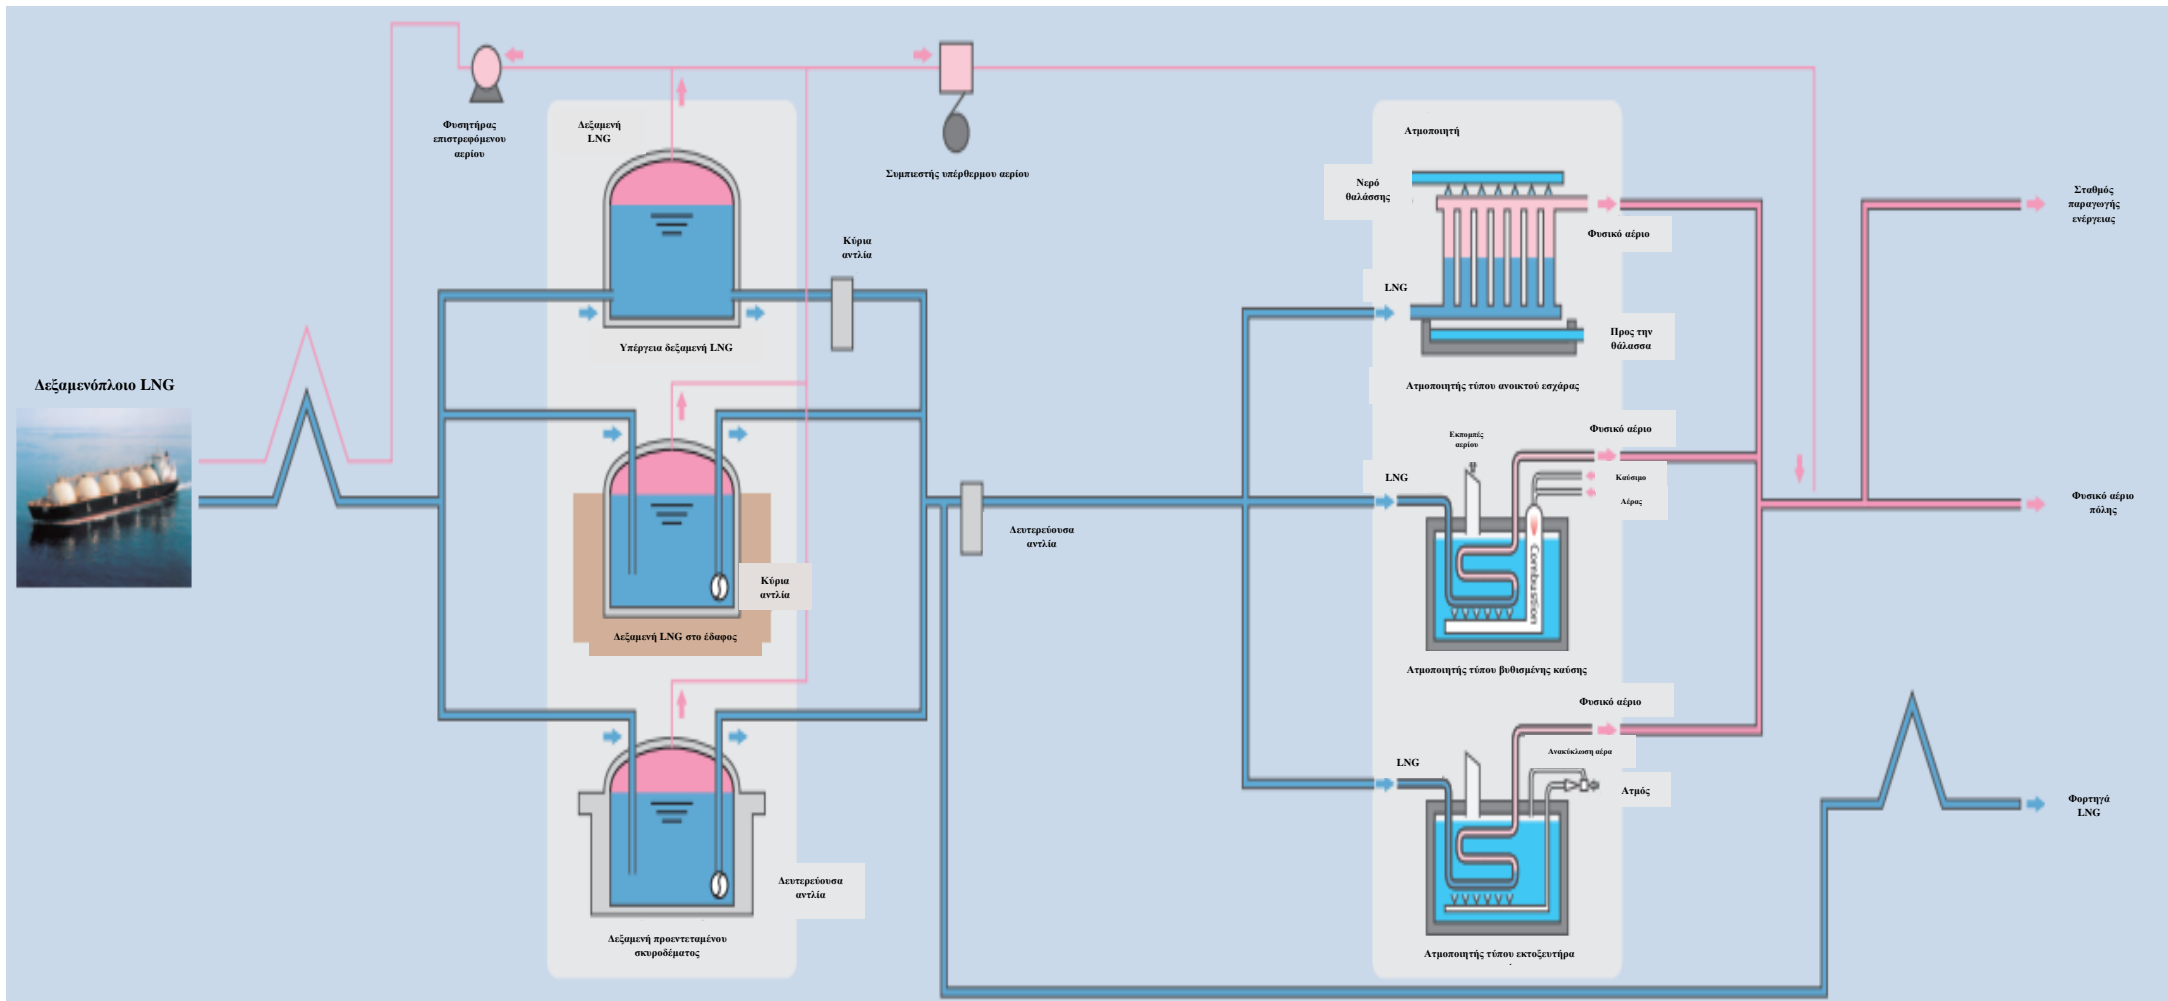 Φυσητήρας
επιστρεφόμενου
αερίου
Δεξαμενή
LNG
Συμπιεστής υπέρθερμου αερίου
Κύρια
αντλία
Υπέργεια δεξαμενή LNG
Δεξαμενόπλοιο LNG
Κύρια
αντλία
Δεξαμενή LNG στο έδαφος
Δευτερεύουσα
αντλία
Δευτερεύουσα
αντλία
Δεξαμενή προεντεταμένου
σκυροδέματος
Ατμοποιητή
Νερό
θαλάσσης
Φυσικό αέριο
LNG
Προς την
θάλασσα
Ατμοποιητής τύπου ανοικτού εσχάρας
Φυσικό αέριο
Εκπομπές
αερίου
LNG
Καύσιμο
Αέρας
Combustion
Ατμοποιητής τύπου βυθισμένης καύσης
Φυσικό αέριο
Ανακύκλωση αέρα
LNG
Ατμός
Ατμοποιητής τύπου εκτοξευτήρα
Σταθμός
παραγωγής
ενέργειας
Φυσικό αέριο
πόλης
Φορτηγά
LNG